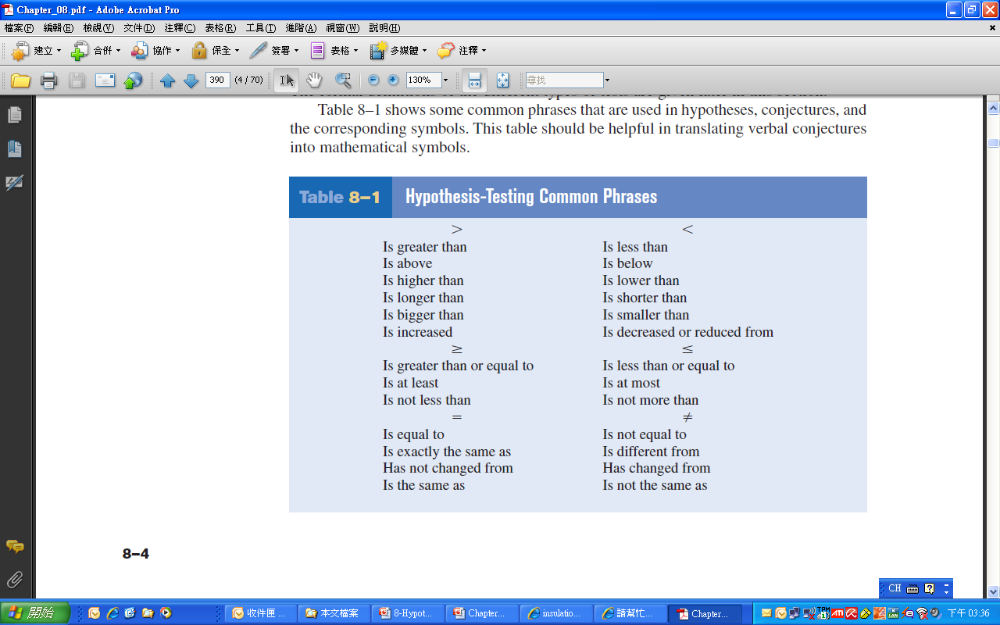 Chapter_08.pdf - Adobe Acrobat Pro
檔案(F) 編輯(E) 檢視(V) 文件(D) 注釋(C) 表格(R) 工具(T) 進階(A) 視窗(W) 說明(H)
建立 合併 協作 保全 簽署 表格 多媒體 注釋
390 (4 / 70) 130% 尋找
Table 8–1 shows some common phrases that are used in hypotheses, conjectures, and
the corresponding symbols. This table should be helpful in translating verbal conjectures
into mathematical symbols.
Table 8–1 Hypothesis-Testing Common Phrases
> <
Is greater than Is less than
Is above Is below
Is higher than Is lower than
Is longer than Is shorter than
Is bigger than Is smaller than
Is increased Is decreased or reduced from
≥ ≤
Is greater than or equal to Is less than or equal to
Is at least Is at most
Is not less than Is not more than
= ≠
Is equal to Is not equal to
Is exactly the same as Is different from
Has not changed from Has changed from
Is the same as Is not the same as
8–4
CH
開始 收件匣 ... 本文檔案 8-Hypot... Chapter... insulatio... 請幫忙... Chapter... 下午 03:36